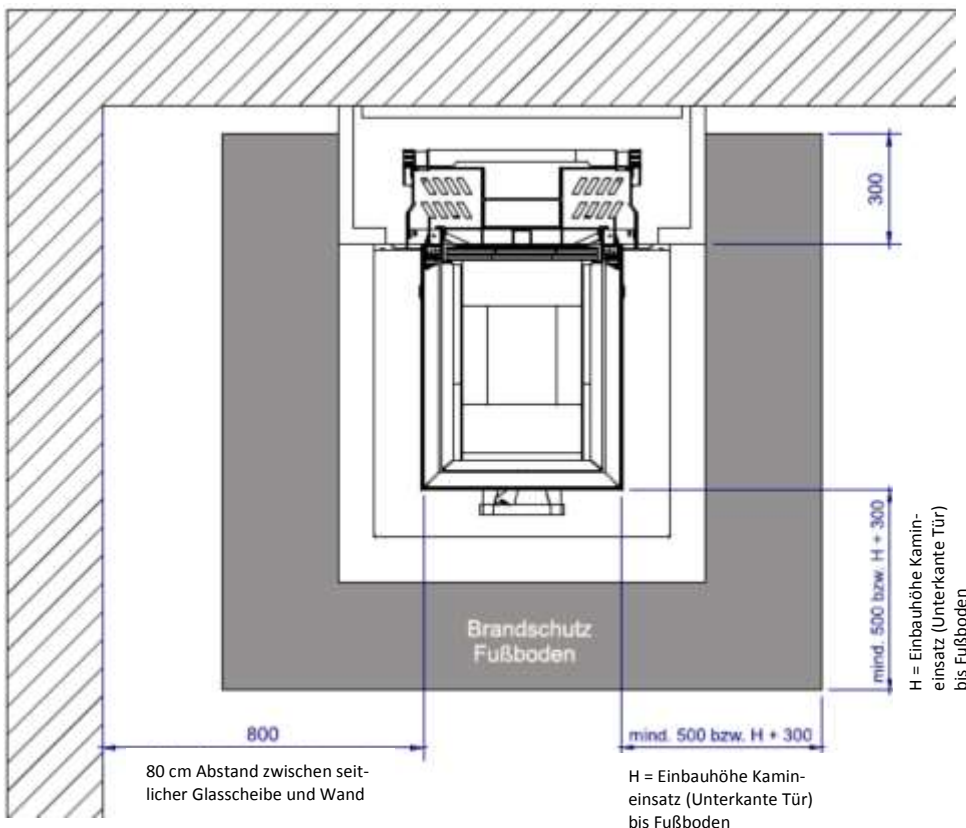 300
mind. 500 bzw. H + 300
H = Einbauhöhe Kamin-
einsatz (Unterkante Tür)
bis Fußboden
Brandschutz
Fußboden
800
mind. 500 bzw. H + 300
80 cm Abstand zwischen seit-
licher Glasscheibe und Wand
H = Einbauhöhe Kamin-
einsatz (Unterkante Tür)
bis Fußboden